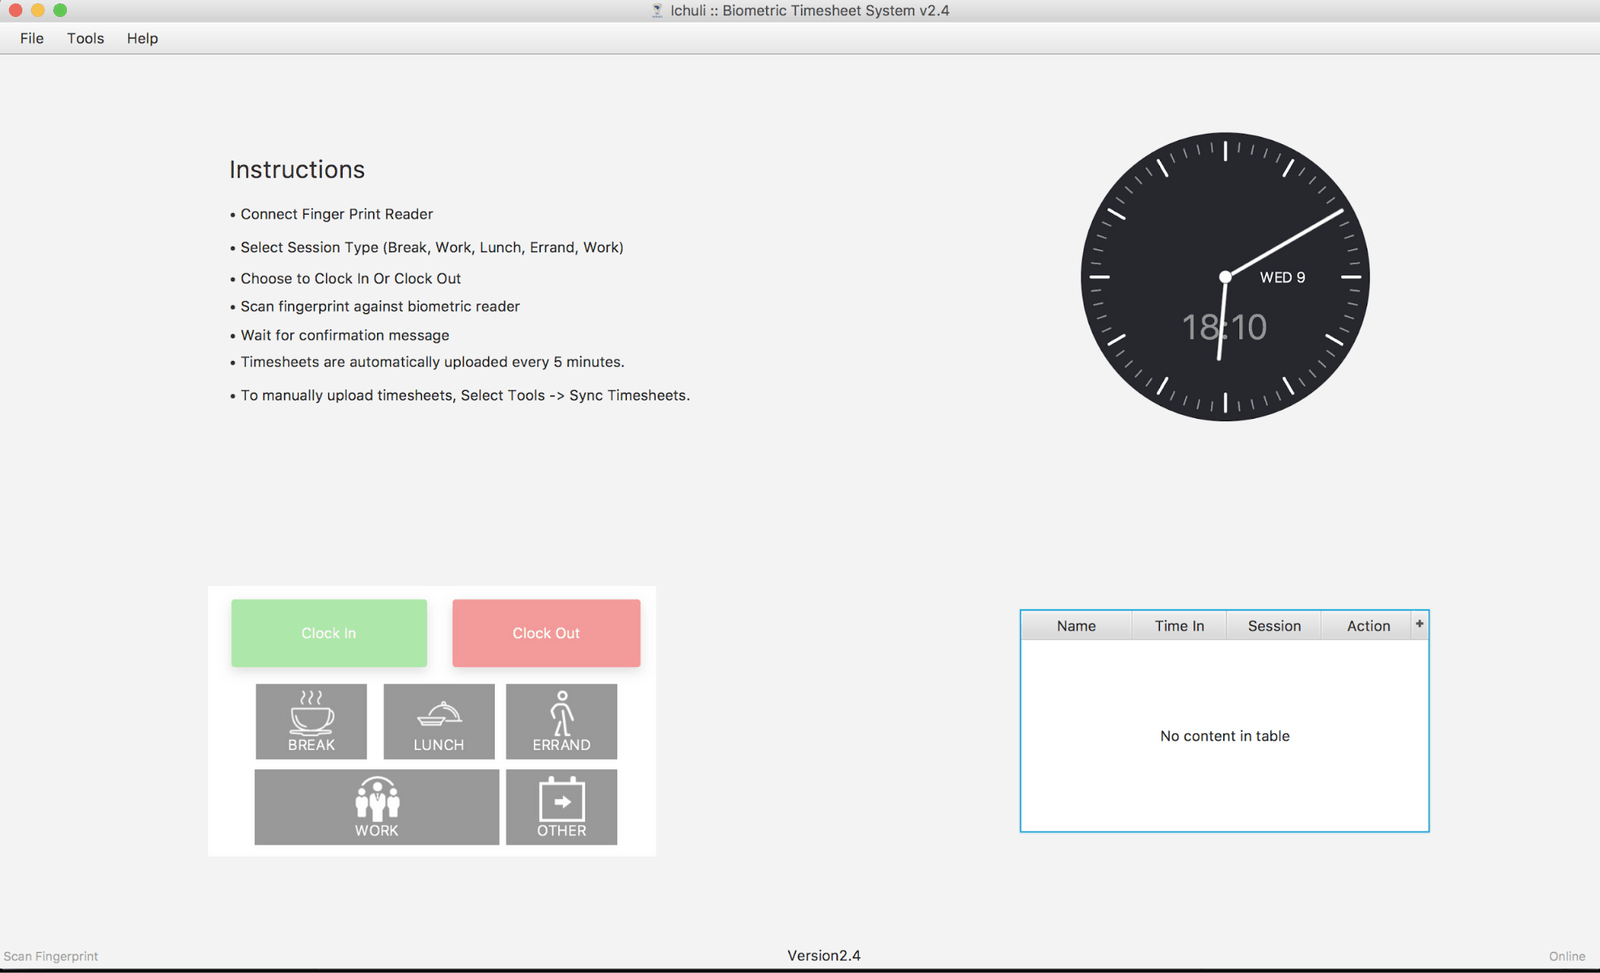 Ichuli :: Biometric Timesheet System v2.4
File Tools Help
Instructions
• Connect Finger Print Reader
• Select Session Type (Break, Work, Lunch, Errand, Work)
• Choose to Clock In Or Clock Out
• Scan fingerprint against biometric reader
• Wait for confirmation message
• Timesheets are automatically uploaded every 5 minutes.
• To manually upload timesheets, Select Tools -> Sync Timesheets.
WED 9
18:10
Clock In Clock Out
BREAK LUNCH ERRAND
WORK OTHER
Name Time In Session Action +
No content in table
Scan Fingerprint Version2.4 Online